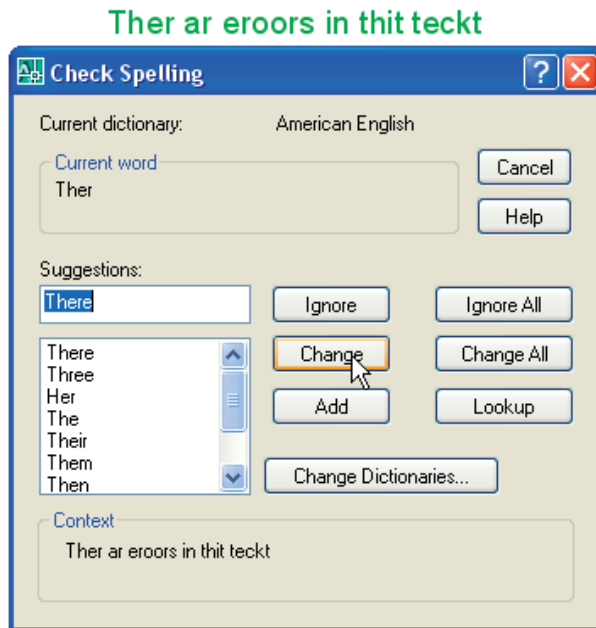 Ther ar eroors in thit teckt
Check Spelling
Current dictionary: American English
Current word
Ther
Cancel
Help
Suggestions:
There
Ignore
Ignore All
There
Three
Her
The
Their
Them
Then
Change
Change All
Add
Lookup
Change Dictionaries...
Context
Ther ar eroors in thit teckt